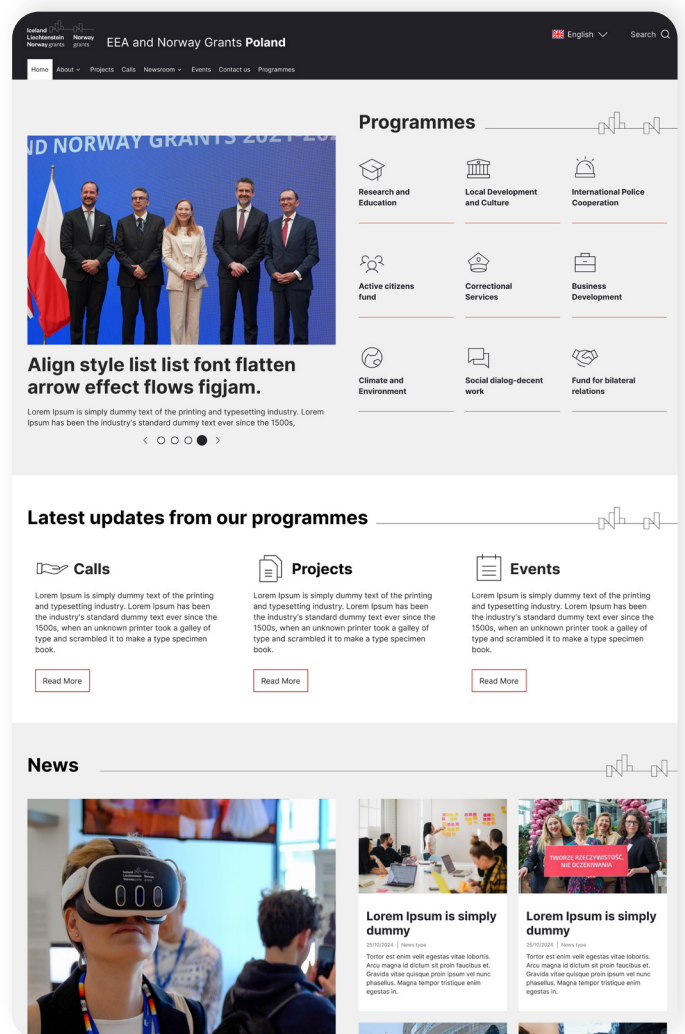 Iceland
Liechtenstein
Norway grants
Norway
grants
EEA and Norway Grants Poland
English
Search
Home
About
Projects
Calls
Newsroom
Events
Contact us
Programmes
ND NORWAY GRANTS 2021-202
Align style list list font flatten
arrow effect flows figjam.
Lorem Ipsum is simply dummy text of the printing and typesetting industry. Lorem
Ipsum has been the industry's standard dummy text ever since the 1500s,
Programmes
Research and
Education
Local Development
and Culture
International Police
Cooperation
Active citizens
fund
Correctional
Services
Business
Development
Climate and
Environment
Social dialog-decent
work
Fund for bilateral
relations
Latest updates from our programmes
Calls
Lorem Ipsum is simply dummy text of the printing
and typesetting industry. Lorem Ipsum has been
the industry's standard dummy text ever since the
1500s, when an unknown printer took a galley of
type and scrambled it to make a type specimen
book.
Read More
Projects
Lorem Ipsum is simply dummy text of the printing
and typesetting industry. Lorem Ipsum has been
the industry's standard dummy text ever since the
1500s, when an unknown printer took a galley of
type and scrambled it to make a type specimen
book.
Read More
Events
Lorem Ipsum is simply dummy text of the printing
and typesetting industry. Lorem Ipsum has been
the industry's standard dummy text ever since the
1500s, when an unknown printer took a galley of
type and scrambled it to make a type specimen
book.
Read More
News
Iceland
Liechtenstein
Norway grants
Norway
grants
Lorem Ipsum is simply
dummy
25/10/2024 | News type
Tortor est enim velit egestas vitae lobortis.
Arcu magna id dictum sit proin faucibus et.
Gravida vitae quisque proin ipsum vel nunc
phasellus. Magna tempor tristique enim
egestas in.
TWORZĘ RZECZYWISTOŚĆ,
NIE OCZEKIWANIA
Lorem Ipsum is simply
dummy
25/10/2024 | News type
Tortor est enim velit egestas vitae lobortis.
Arcu magna id dictum sit proin faucibus et.
Gravida vitae quisque proin ipsum vel nunc
phasellus. Magna tempor tristique enim
egestas in.